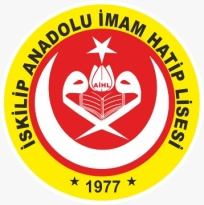 İSKİLİP ANADOLU İMAM HATİP LİSESİ
AİHL
1977